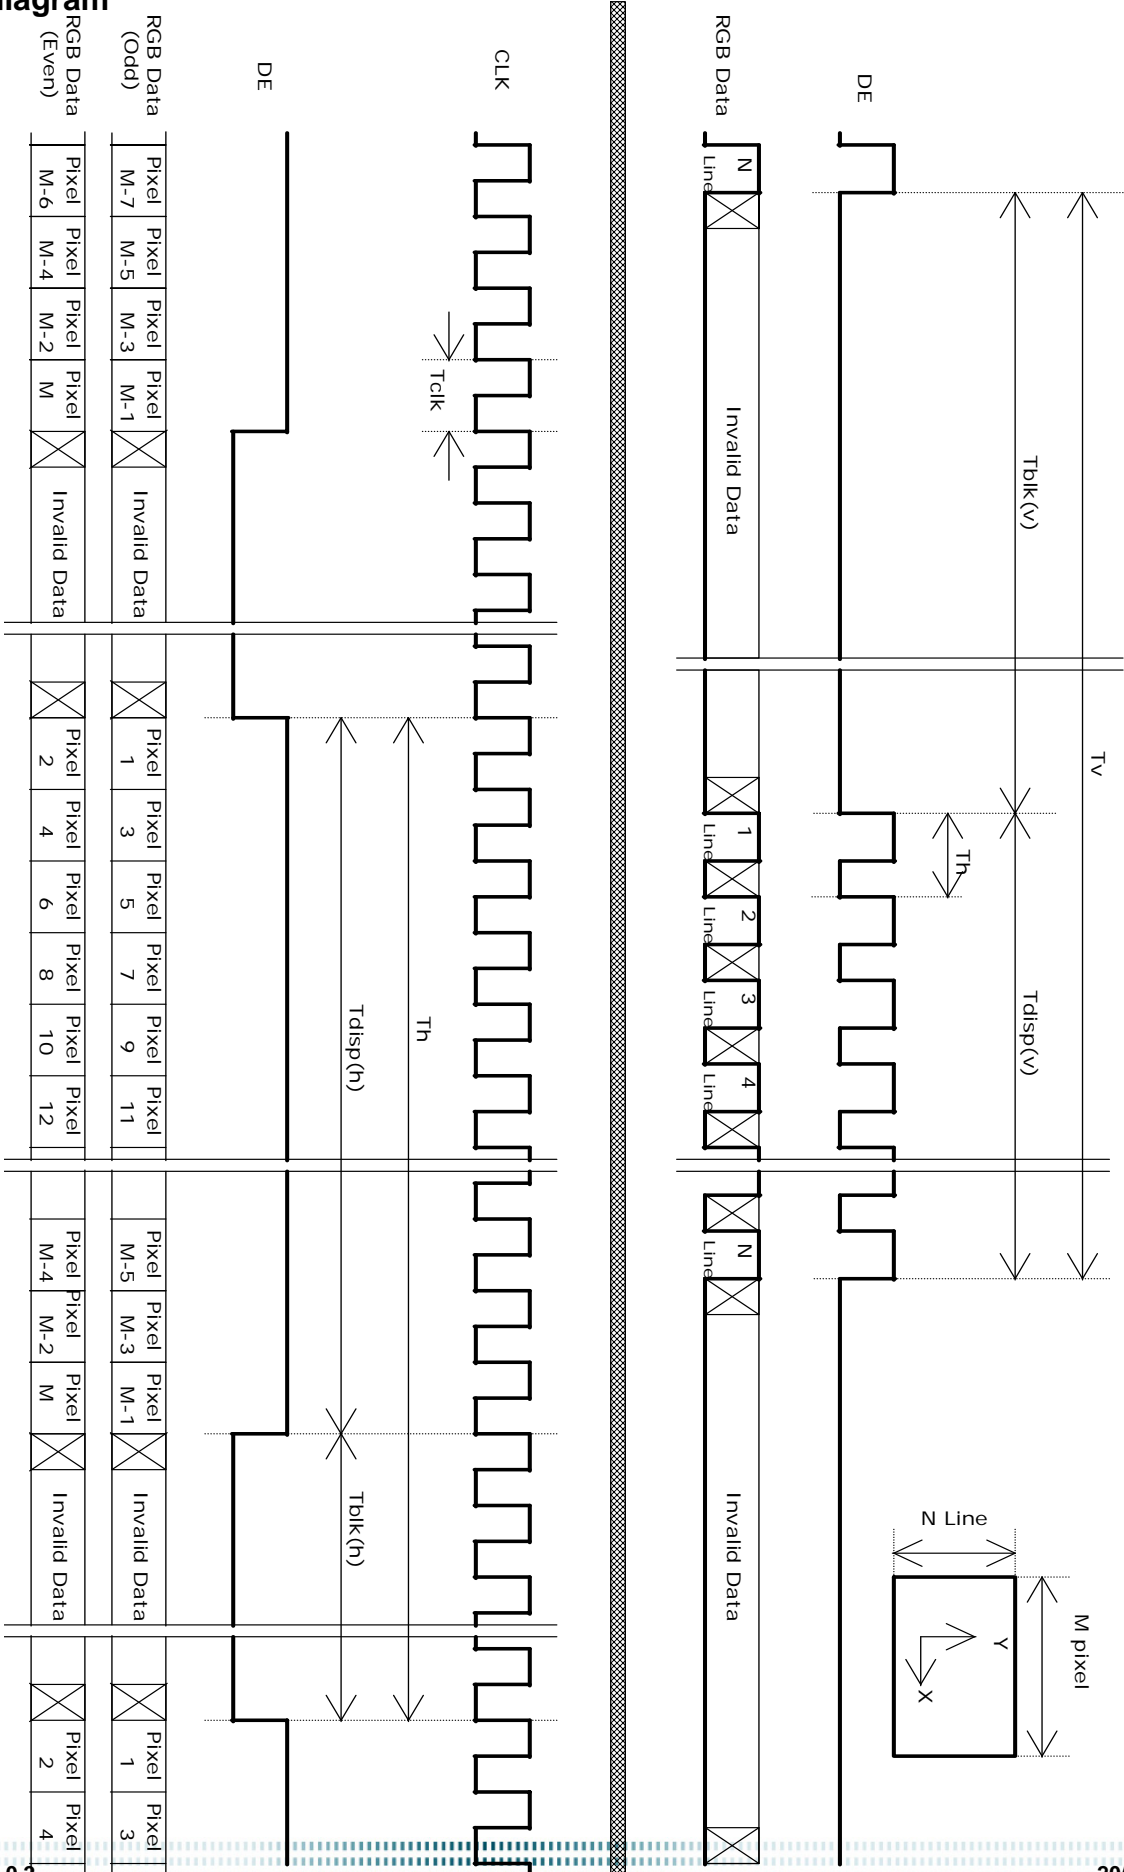 iagram
Tv
Tblk(v)
Tdisp(v)
Th
DE
RGB Data
N
Line
Invalid Data
1
Line
2
Line
3
Line
4
Line
N
Line
Invalid Data
M pixel
N Line
Y
X
CLK
Tclk
Th
Tdisp(h)
Tblk(h)
DE
RGB Data
(Odd)
Pixel Pixel Pixel Pixel
M-7 M-5 M-3 M-1
Invalid Data
Pixel Pixel Pixel Pixel Pixel Pixel
1 3 5 7 9 11
Pixel Pixel Pixel
M-5 M-3 M-1
Invalid Data
Pixel Pixel
1 3
RGB Data
(Even)
Pixel Pixel Pixel Pixel
M-6 M-4 M-2 M
Invalid Data
Pixel Pixel Pixel Pixel Pixel Pixel
2 4 6 8 10 12
Pixel Pixel Pixel
M-4 M-2 M
Invalid Data
Pixel Pixel
2 4